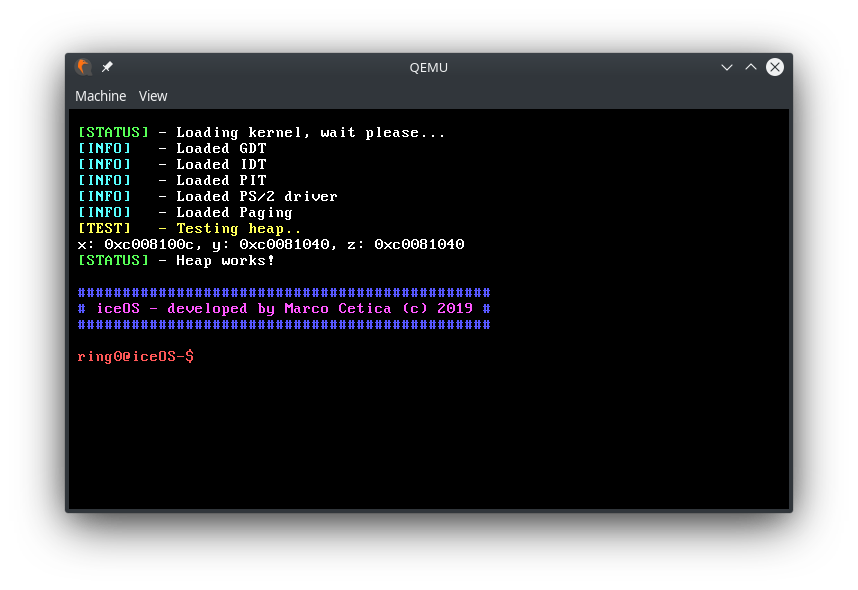 QEMU
Machine View
[STATUS] - Loading kernel, wait please...
[INFO]   - Loaded GDT
[INFO]   - Loaded IDT
[INFO]   - Loaded PIT
[INFO]   - Loaded PS/2 driver
[INFO]   - Loaded Paging
[TEST]   - Testing heap..
x: 0xc008100c, y: 0xc0081040, z: 0xc0081040
[STATUS] - Heap works!
##############################################
# iceOS - developed by Marco Cetica (c) 2019 #
##############################################
ring0@iceOS-$